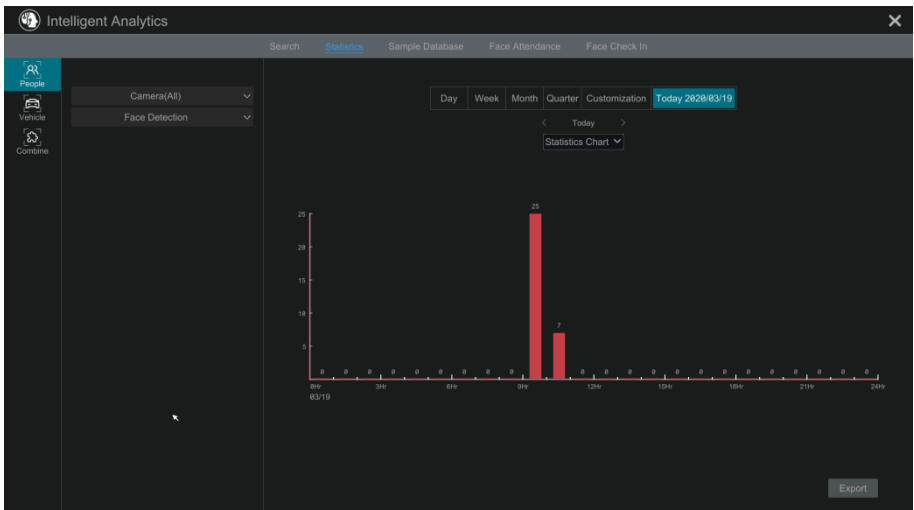 Intelligent Analytics
Search Statistics Sample Database Face Attendance Face Check In
People
Vehicle
Combine
Camera(All)
Face Detection
Day Week Month Quarter Customization Today 2020/03/19
Today
Statistics Chart
25
25
20
15
10
7
5
0 0 0 0 0 0 0 0 0 0 0 0 0 0 0 0 0 0 0 0 0 0
0Hr 3Hr 6Hr 9Hr 12Hr 15Hr 18Hr 21Hr 24Hr
03/19
Export